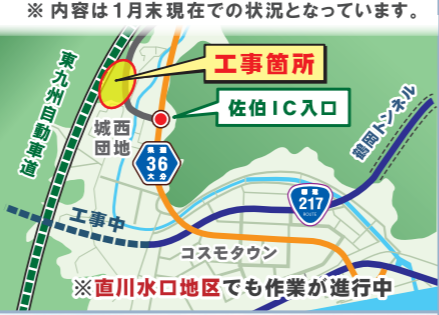 ※ 内容は１月末現在での状況となっています。
東九州自動車道
工事箇所
佐伯ＩＣ入口
城西団地
県道
36
大分
鶴岡トンネル
国道
217
ROUTE
工事中
コスモタウン
※直川水口地区でも作業が進行中